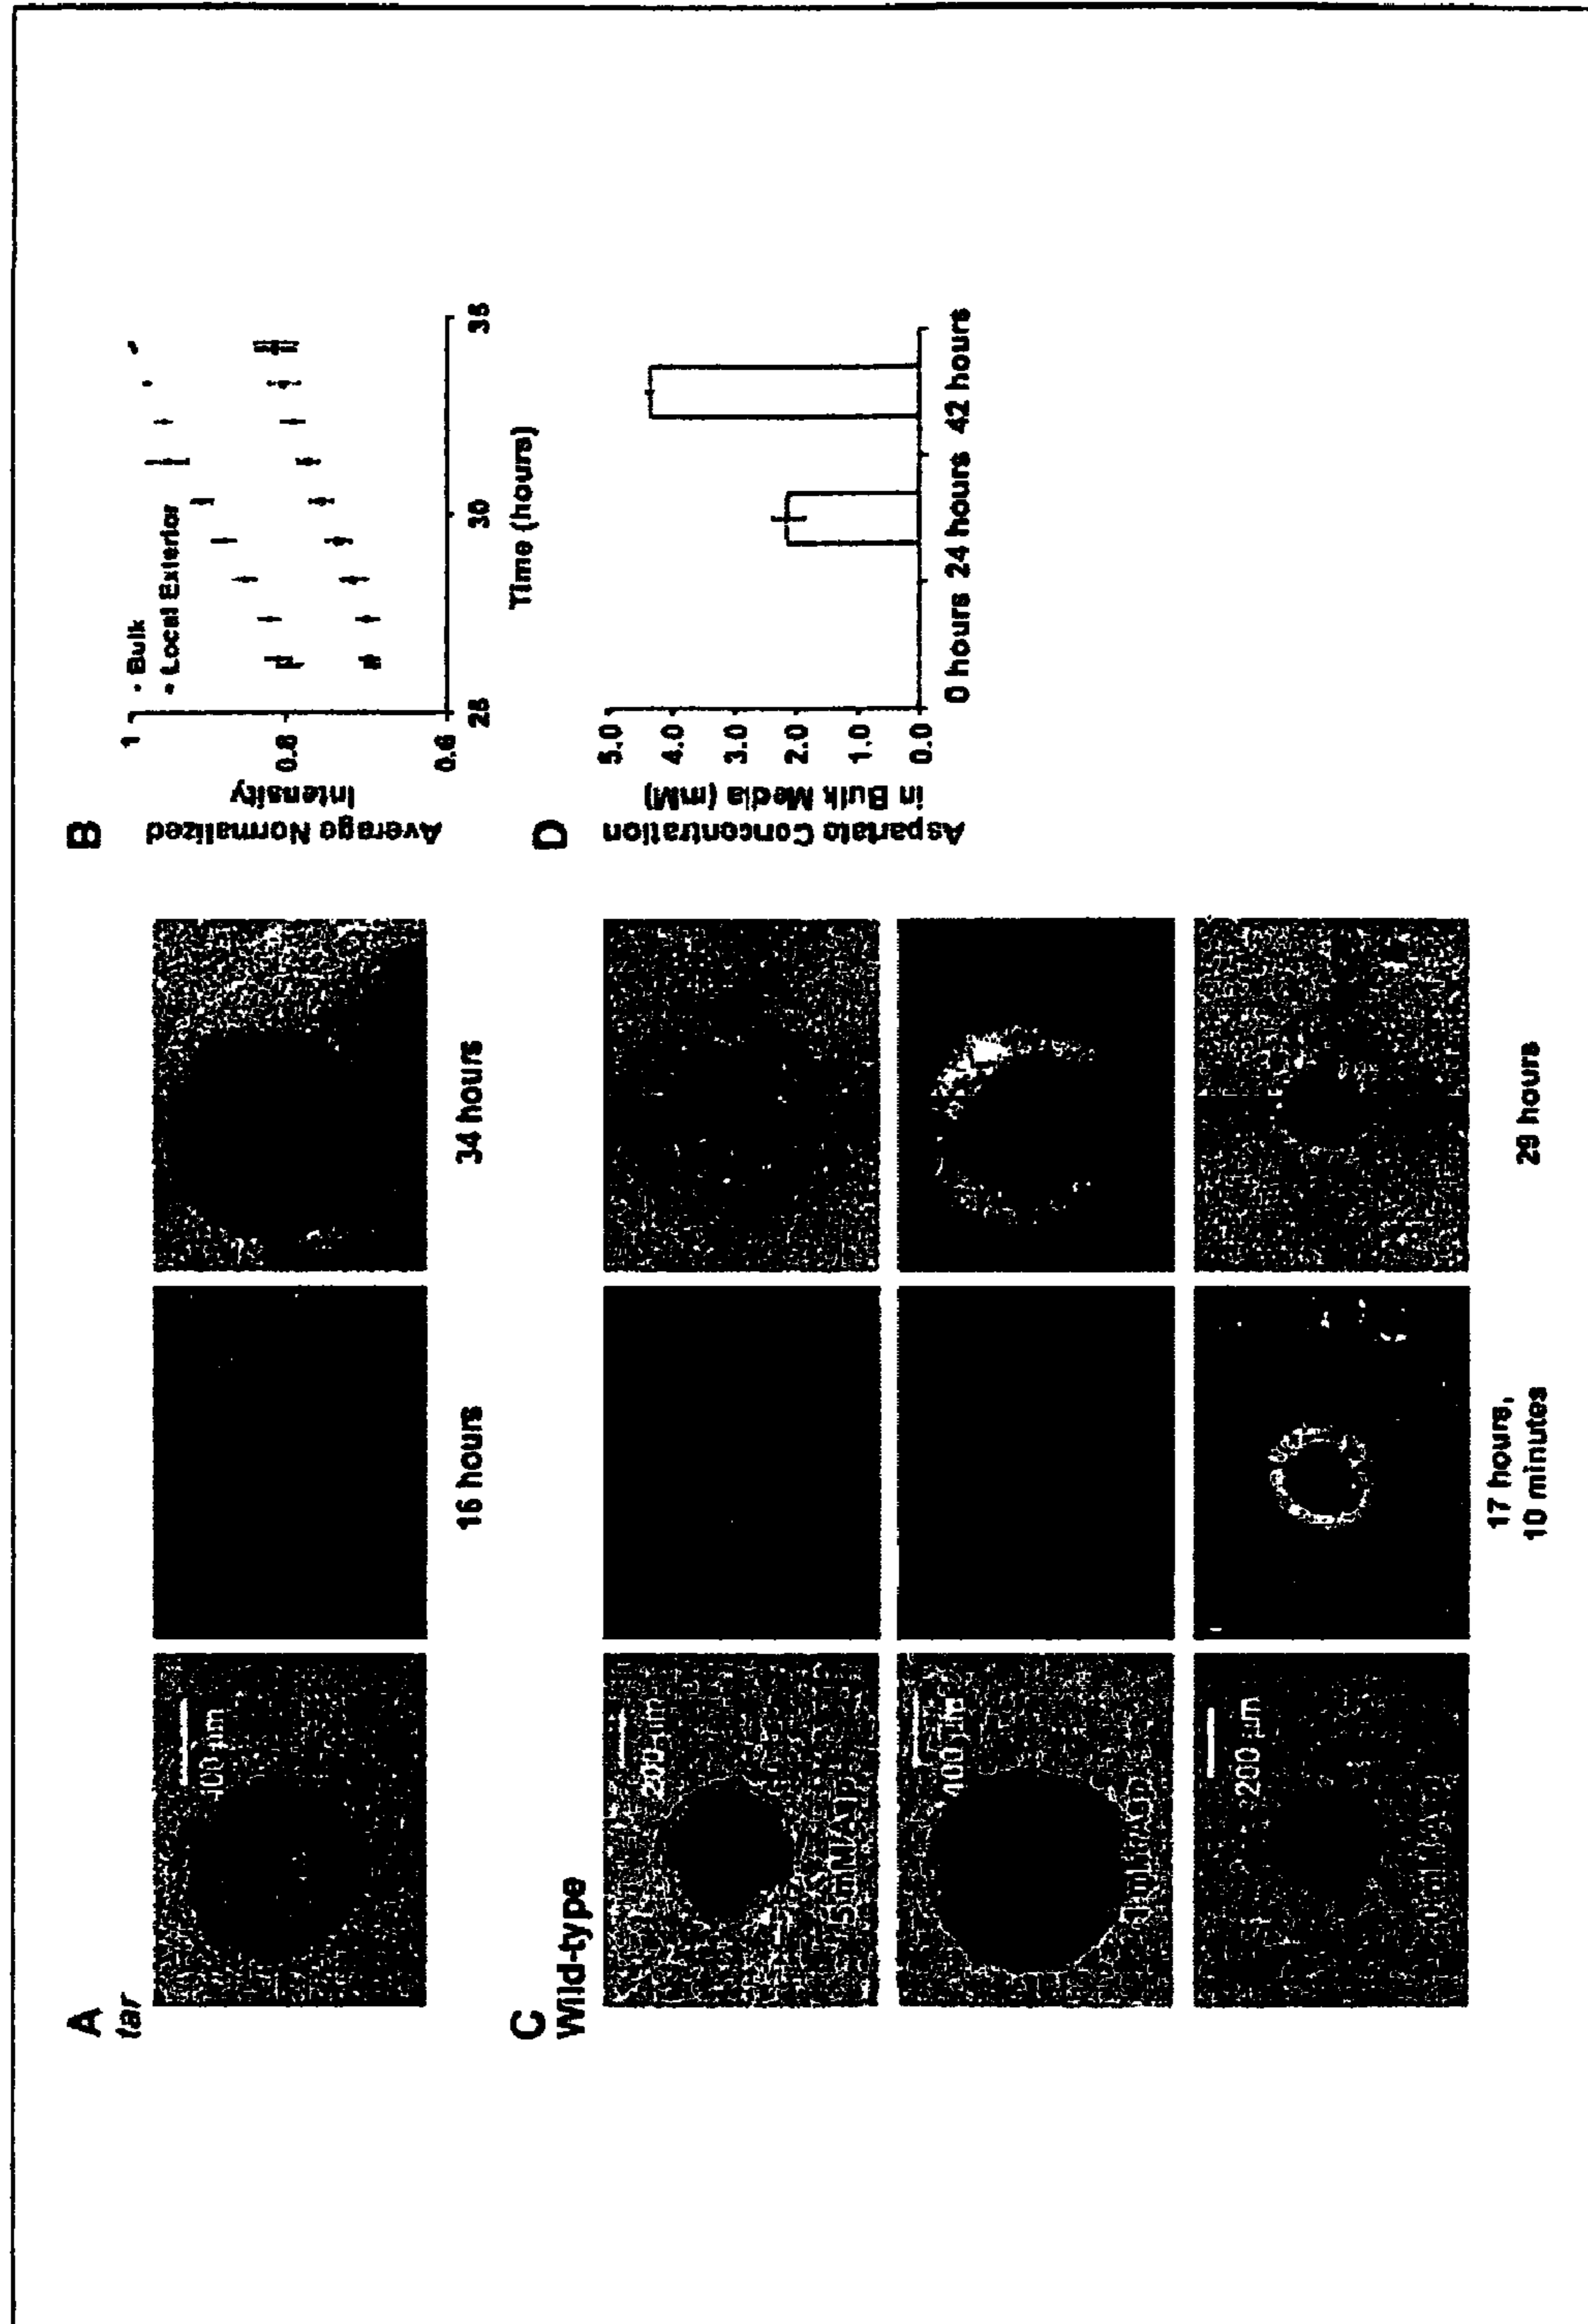 A
tar
400 µm
16 hours
34 hours
B
Average Normalized
Intensity
1
0.8
0.6
• Bulk
• Local Exterior
25
30
35
Time (hours)
C
Wild-type
200 µm
400 µm
200 µm
17 hours,
10 minutes
29 hours
D
Aspartate Concentration
in Bulk Media (mM)
5.0
4.0
3.0
2.0
1.0
0.0
0 hours
24 hours
42 hours